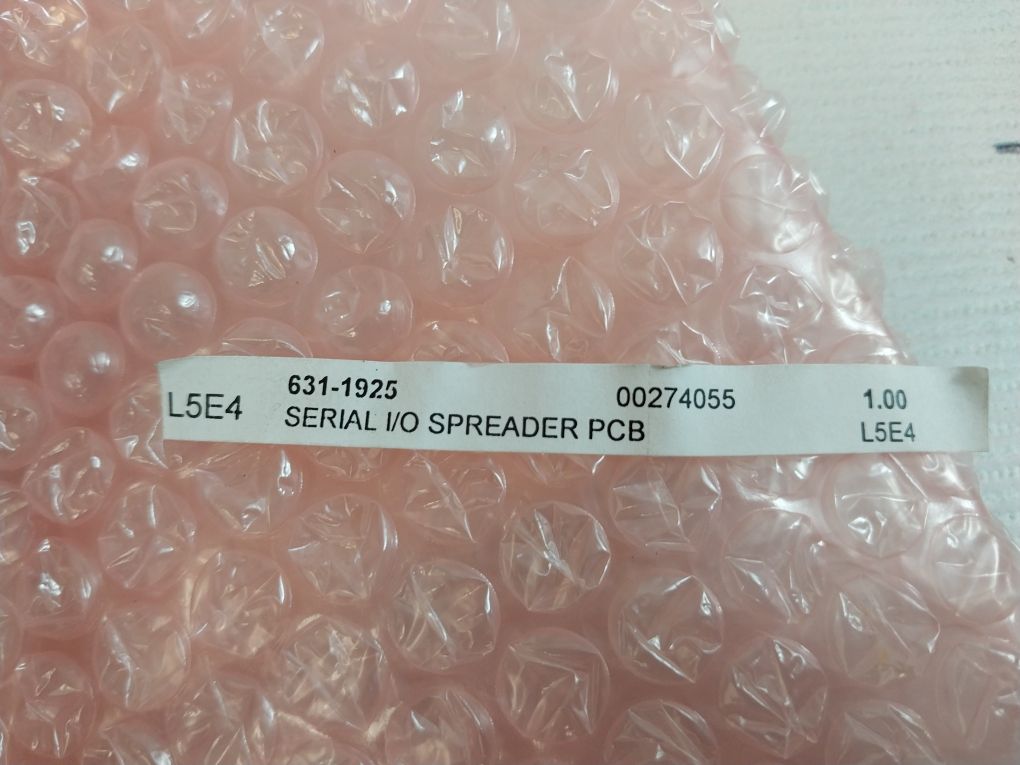 L5E4
631-1925
SERIAL I/O SPREADER PCB
00274055
1.00
L5E4